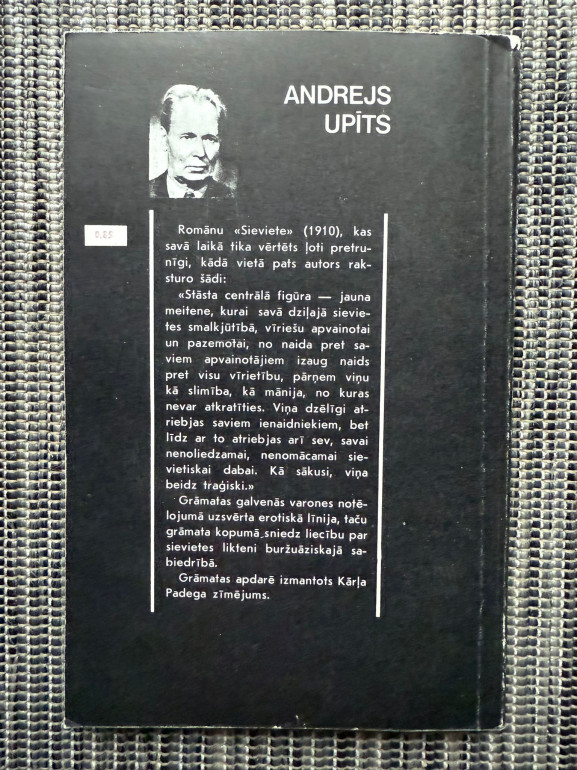 ANDREJS
UPĪTS
0,85
Romānu «Sieviete» (1910), kas
savā laikā tika vērtēts ļoti pretru-
nīgi, kādā vietā pats autors rak-
sturo šādi:
«Stāsta centrālā figūra — jauna
meitene, kurai savā dziļajā sievie-
tes smalkjūtībā, vīriešu apvainotai
un pazemotai, no naida pret sa-
viem apvainotājiem izaug naids
pret visu vīrietību, pārņem viņu
kā slimība, kā mānija, no kuras
nevar atkratīties. Viņa dzēlīgi at-
riebjas saviem ienaidniekiem, bet
līdz ar to atriebjas arī sev, savai
nenoliedzamai, nenomācamai sie-
vietiskai dabai. Kā sākusi, viņa
beidz traģiski.»
Grāmatas galvenās varones notē-
lojumā uzsvērta erotiskā līnija, taču
grāmata kopumā sniedz liecību par
sievietes likteni buržuāziskajā sa-
biedrībā.
Grāmatas apdarē izmantots Kārļa
Padega zīmējums.